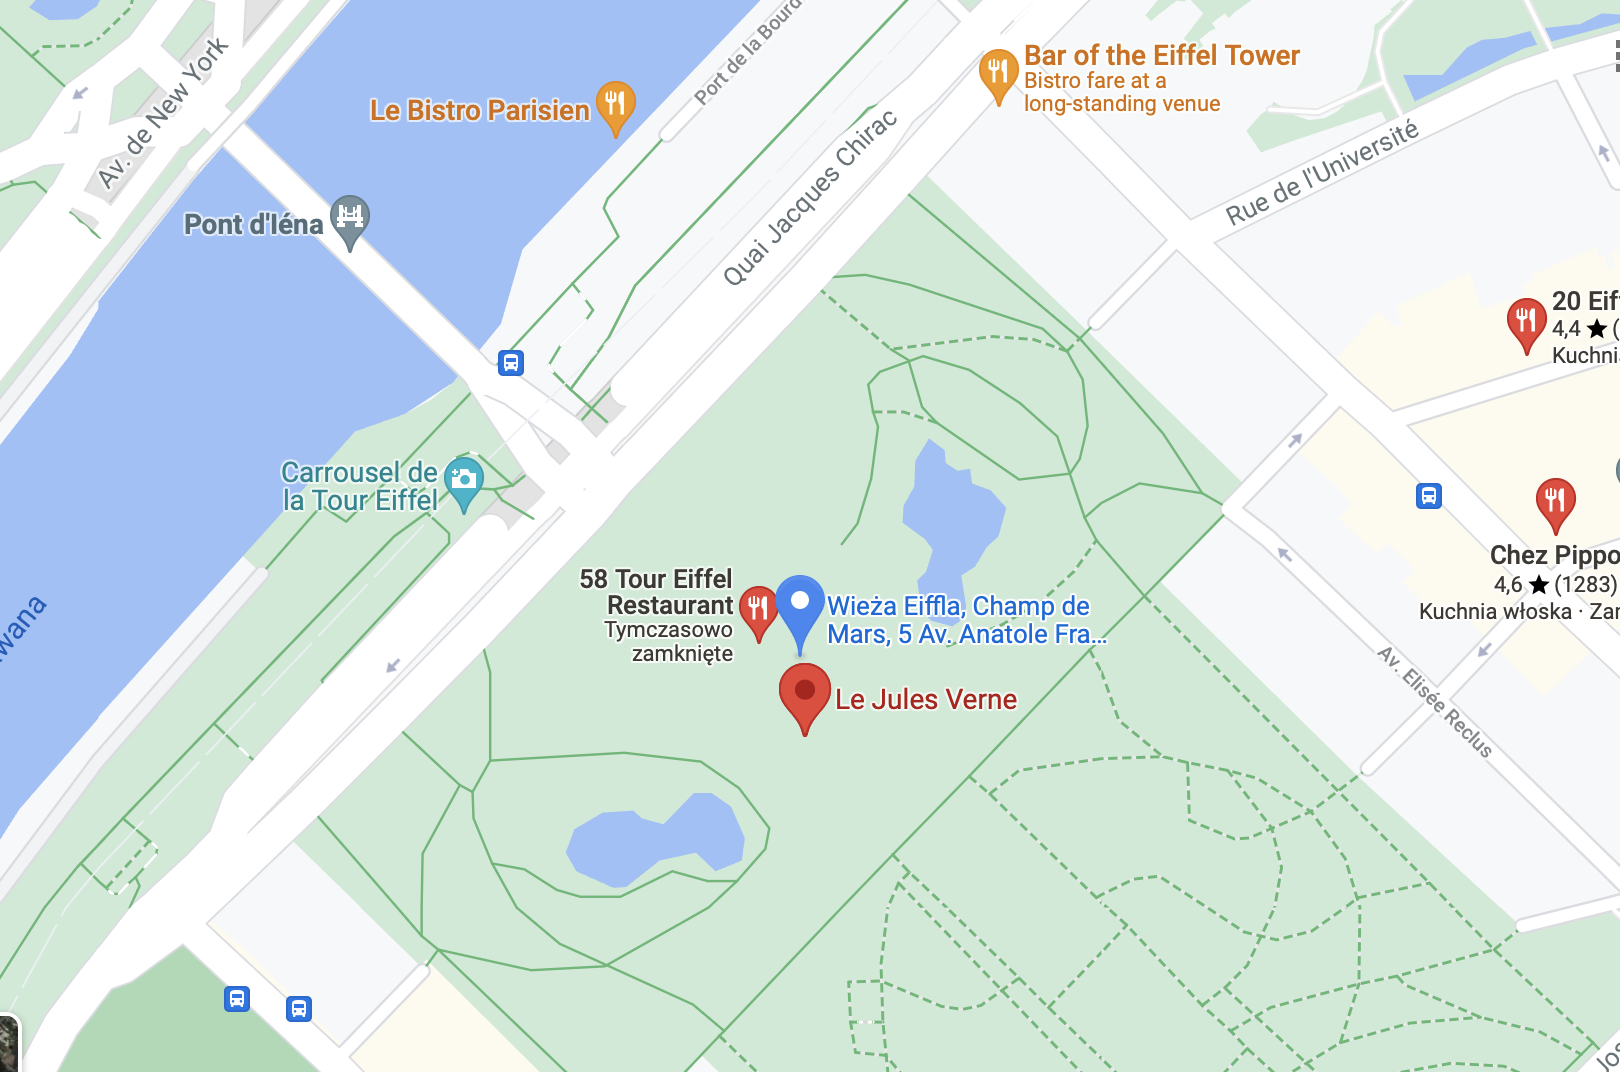 Av. de New York
Port de la Bourd
Bar of the Eiffel Tower
Bistro fare at a
long-standing venue
Le Bistro Parisien
Quai Jacques Chirac
Rue de l'Université
Pont d'Iéna
20 Eif
4,4 ★ (
Kuchni
Carrousel de
la Tour Eiffel
Chez Pippo
4,6 ★ (1283)
Kuchnia włoska · Zar
58 Tour Eiffel
Restaurant
Tymczasowo
zamknięte
Wieża Eiffla, Champ de
Mars, 5 Av. Anatole Fra...
wana
Le Jules Verne
Av. Elisée Reclus
Jos